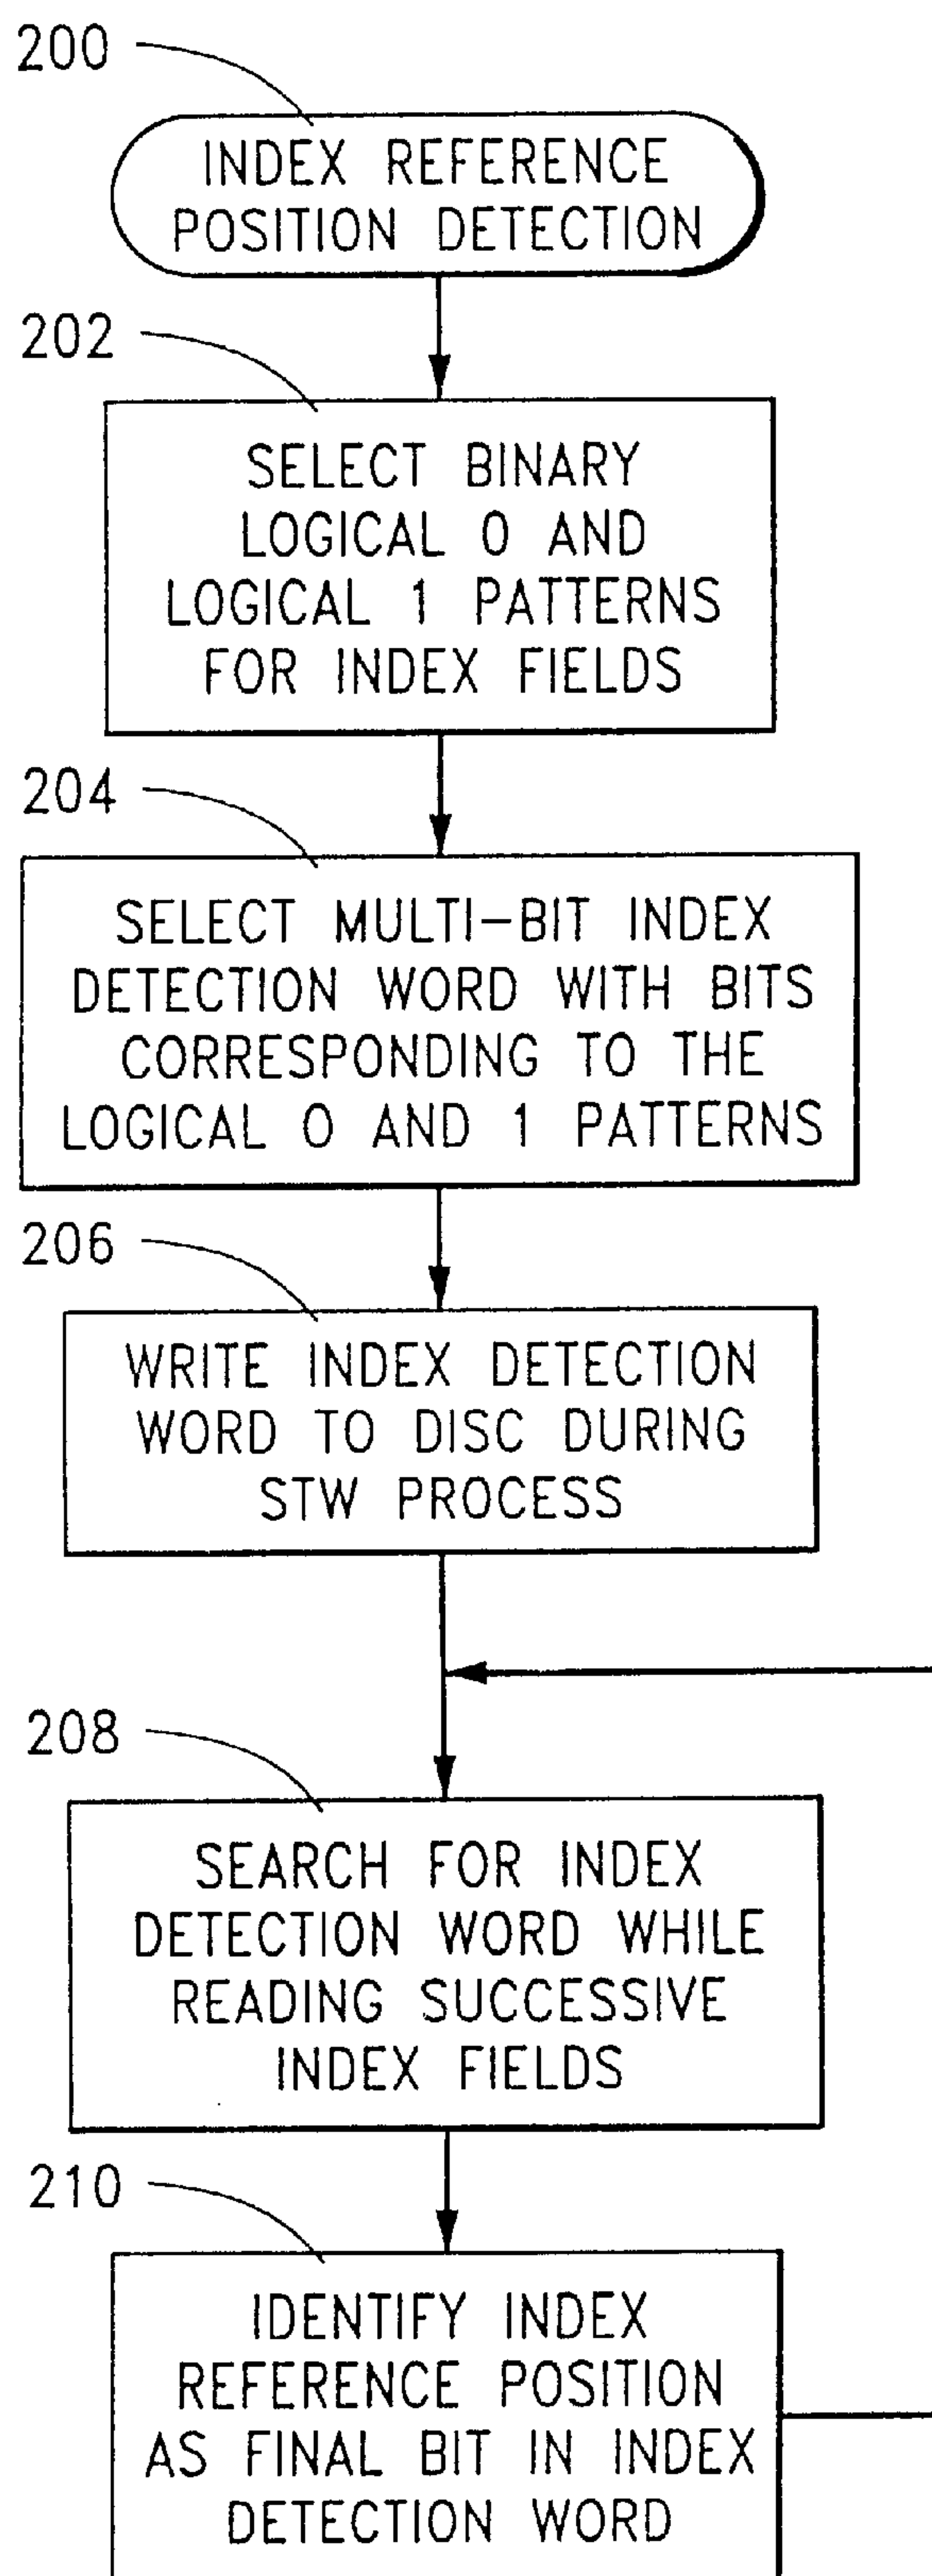 200
INDEX REFERENCE
POSITION DETECTION
202
SELECT BINARY
LOGICAL 0 AND
LOGICAL 1 PATTERNS
FOR INDEX FIELDS
204
SELECT MULTI-BIT INDEX
DETECTION WORD WITH BITS
CORRESPONDING TO THE
LOGICAL 0 AND 1 PATTERNS
206
WRITE INDEX DETECTION
WORD TO DISC DURING
STW PROCESS
208
SEARCH FOR INDEX
DETECTION WORD WHILE
READING SUCCESSIVE
INDEX FIELDS
210
IDENTIFY INDEX
REFERENCE POSITION
AS FINAL BIT IN INDEX
DETECTION WORD